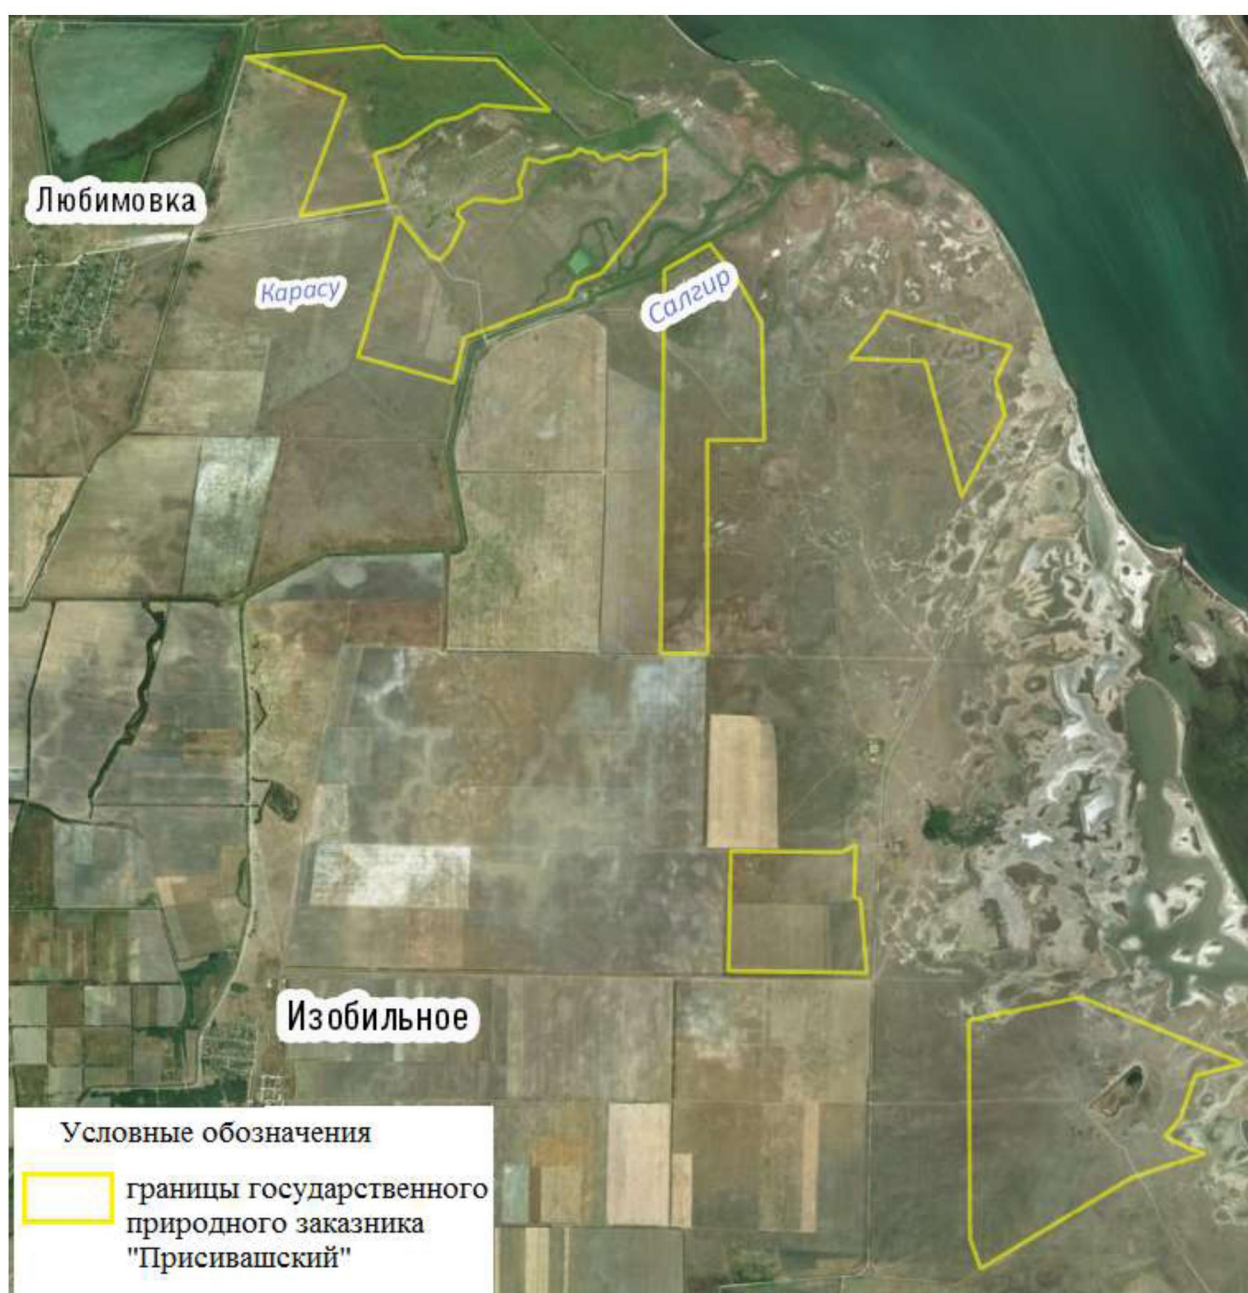 Любимовка
Карасу
Салгир
Изобильное
Условные обозначения
границы государственного
природного заказника
"Присивашский"